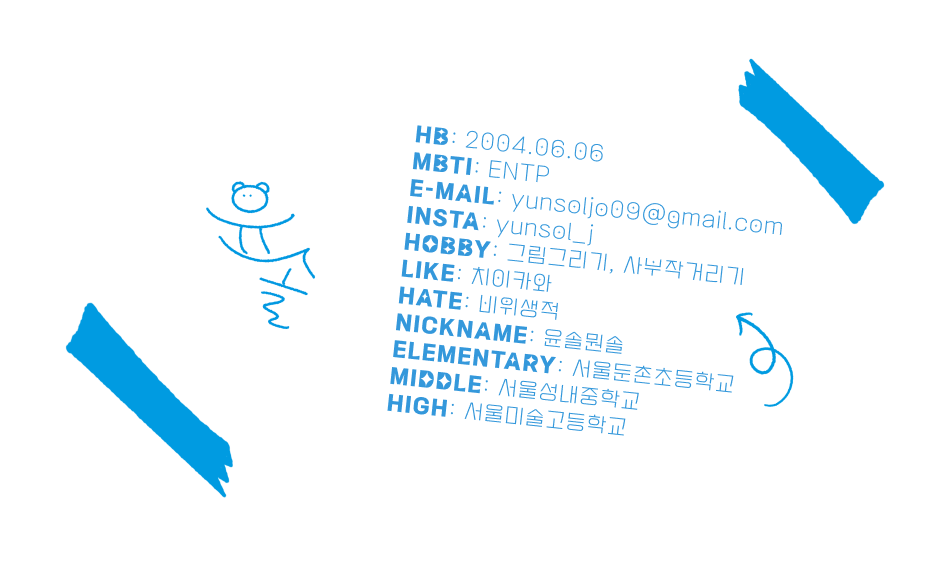 HB: 2004.06.06
MBTI: ENTP
E-MAIL: yunsoljo09@gmail.com
INSTA: yunsol_j
HOBBY: 그림그리기, 사부작거리기
LIKE: 치이카와
HATE: 비위생적
NICKNAME: 윤솔뭔솔
ELEMENTARY: 서울둔촌초등학교
MIDDLE: 서울성내중학교
HIGH: 서울미술고등학교